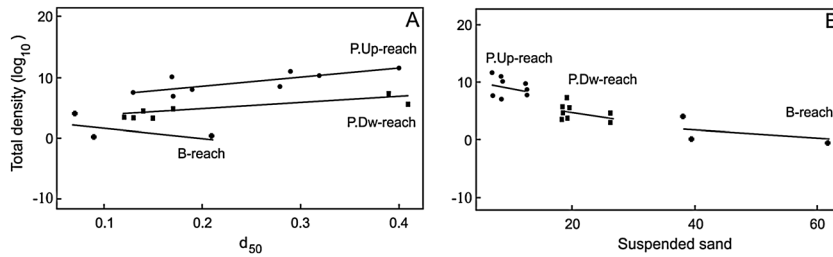 A
20
10
0
-10
Total density (log10)
P.Up-reach
P.Dw-reach
B-reach
0.1 0.2 0.3 0.4
d50
20
10
0
-10
P.Up-reach
P.Dw-reach
B-reach
20 40 60
Suspended sand